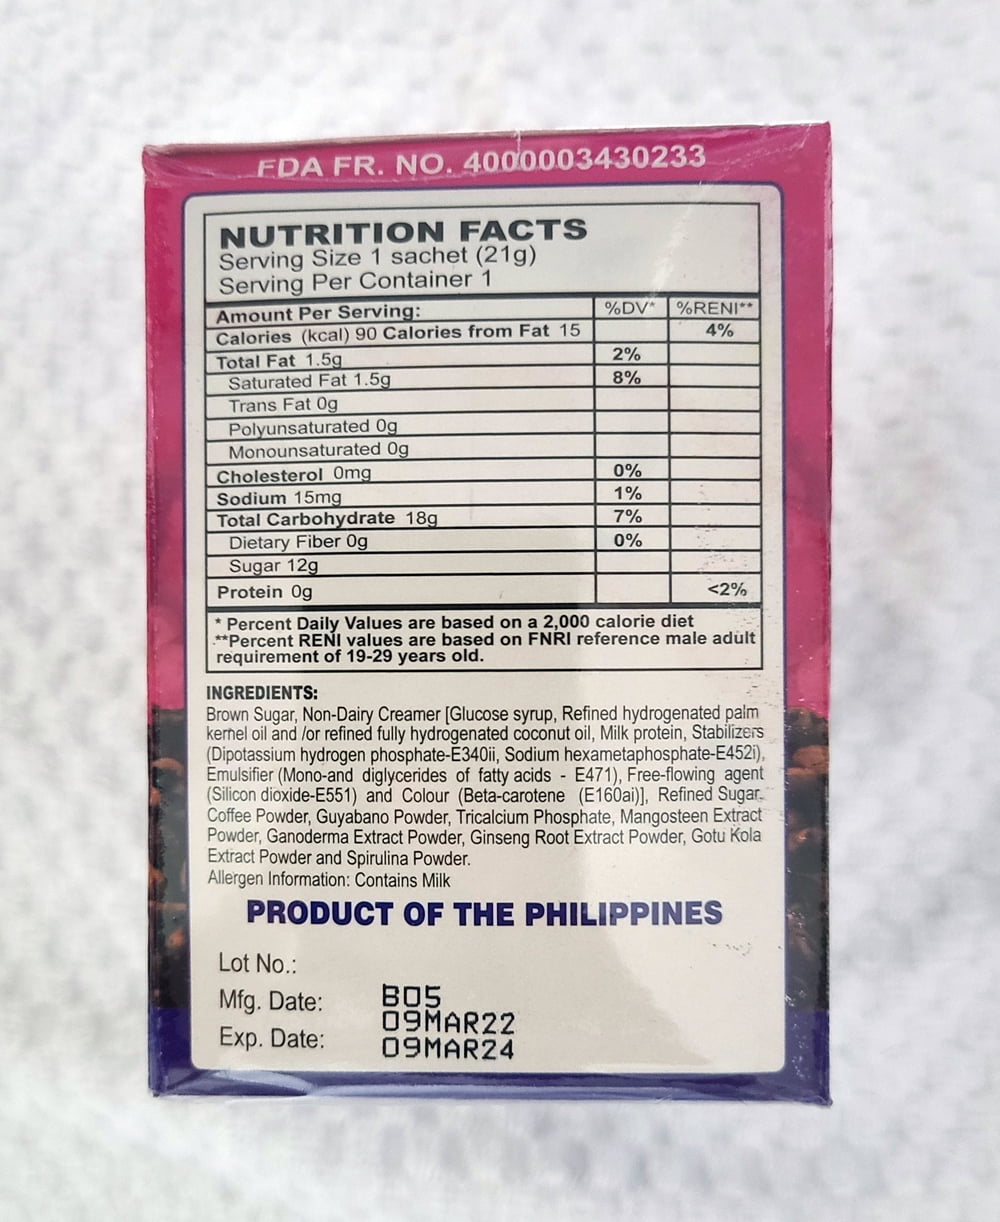 FDA FR. NO. 4000003430233
NUTRITION FACTS
Serving Size 1 sachet (21g)
Serving Per Container 1
Amount Per Serving: %DV* %RENI**
Calories (kcal) 90 Calories from Fat 15 4%
Total Fat 1.5g 2%
Saturated Fat 1.5g 8%
Trans Fat 0g
Polyunsaturated 0g
Monounsaturated 0g
Cholesterol 0mg 0%
Sodium 15mg 1%
Total Carbohydrate 18g 7%
Dietary Fiber 0g 0%
Sugar 12g
Protein 0g <2%
* Percent Daily Values are based on a 2,000 calorie diet
**Percent RENI values are based on FNRI reference male adult
requirement of 19-29 years old.
INGREDIENTS:
Brown Sugar, Non-Dairy Creamer [Glucose syrup, Refined hydrogenated palm
kernel oil and /or refined fully hydrogenated coconut oil, Milk protein, Stabilizers
(Dipotassium hydrogen phosphate-E340ii, Sodium hexametaphosphate-E452i),
Emulsifier (Mono-and diglycerides of fatty acids - E471), Free-flowing agent
(Silicon dioxide-E551) and Colour (Beta-carotene (E160ai)], Refined Sugar,
Coffee Powder, Guyabano Powder, Tricalcium Phosphate, Mangosteen Extract
Powder, Ganoderma Extract Powder, Ginseng Root Extract Powder, Gotu Kola
Extract Powder and Spirulina Powder.
Allergen Information: Contains Milk
PRODUCT OF THE PHILIPPINES
Lot No.:
Mfg. Date: B05
Exp. Date: 09MAR22
09MAR24